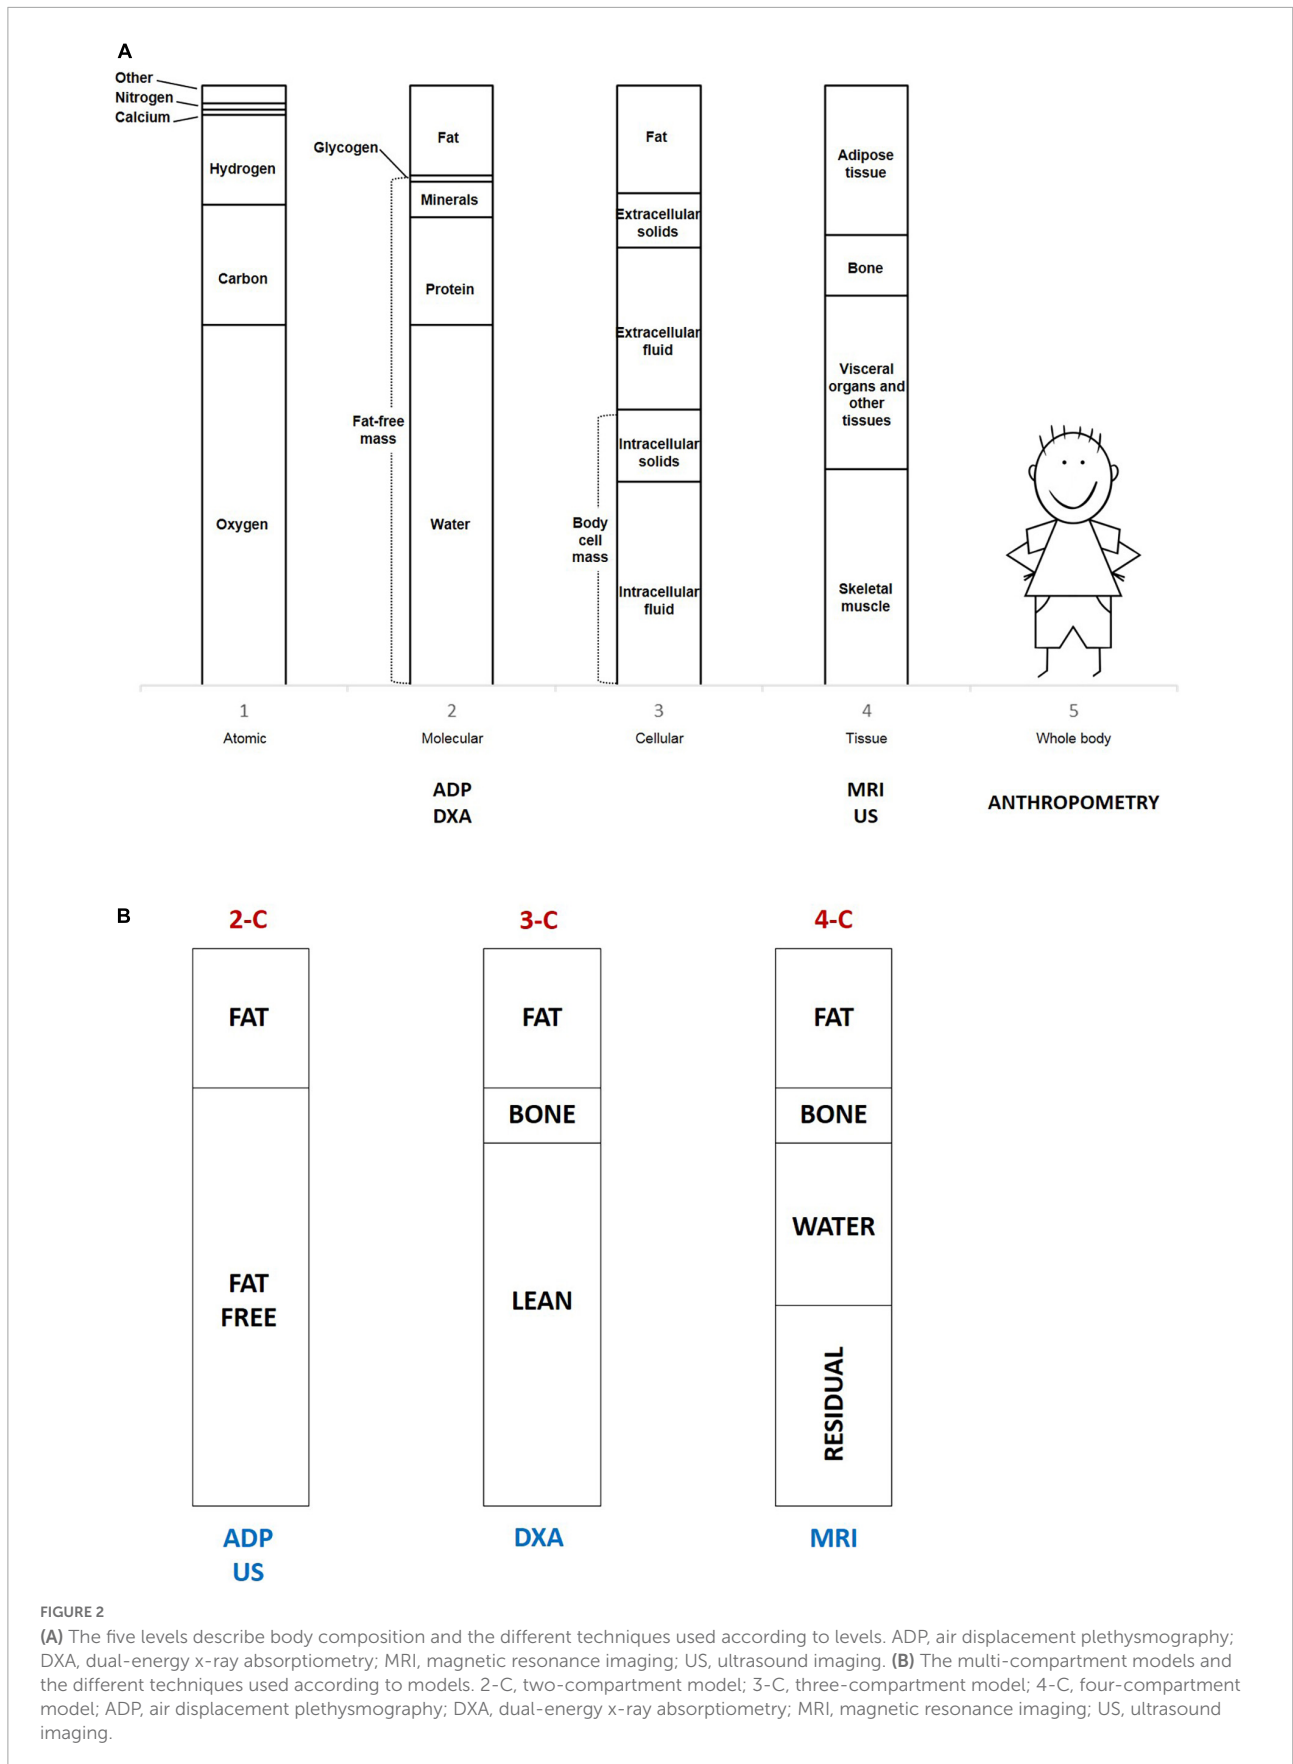 A
Other
Nitrogen
Calcium
Hydrogen
Carbon
Oxygen
Glycogen
Fat-free
mass
Fat
Minerals
Protein
Water
Body
cell
mass
Fat
Extracellular
solids
Extracellular
fluid
Intracellular
solids
Intracellular
fluid
Adipose
tissue
Bone
Visceral
organs and
other
tissues
Skeletal
muscle
1
2
3
4
5
Atomic
Molecular
Cellular
Tissue
Whole body
ADP
DXA
MRI
US
ANTHROPOMETRY
B
2-C
FAT
FAT
FREE
ADP
US
3-C
FAT
BONE
LEAN
DXA
4-C
FAT
BONE
WATER
RESIDUAL
MRI
FIGURE 2
(A) The five levels describe body composition and the different techniques used according to levels. ADP, air displacement plethysmography;
DXA, dual-energy x-ray absorptiometry; MRI, magnetic resonance imaging; US, ultrasound imaging. (B) The multi-compartment models and
the different techniques used according to models. 2-C, two-compartment model; 3-C, three-compartment model; 4-C, four-compartment
model; ADP, air displacement plethysmography; DXA, dual-energy x-ray absorptiometry; MRI, magnetic resonance imaging; US, ultrasound
imaging.